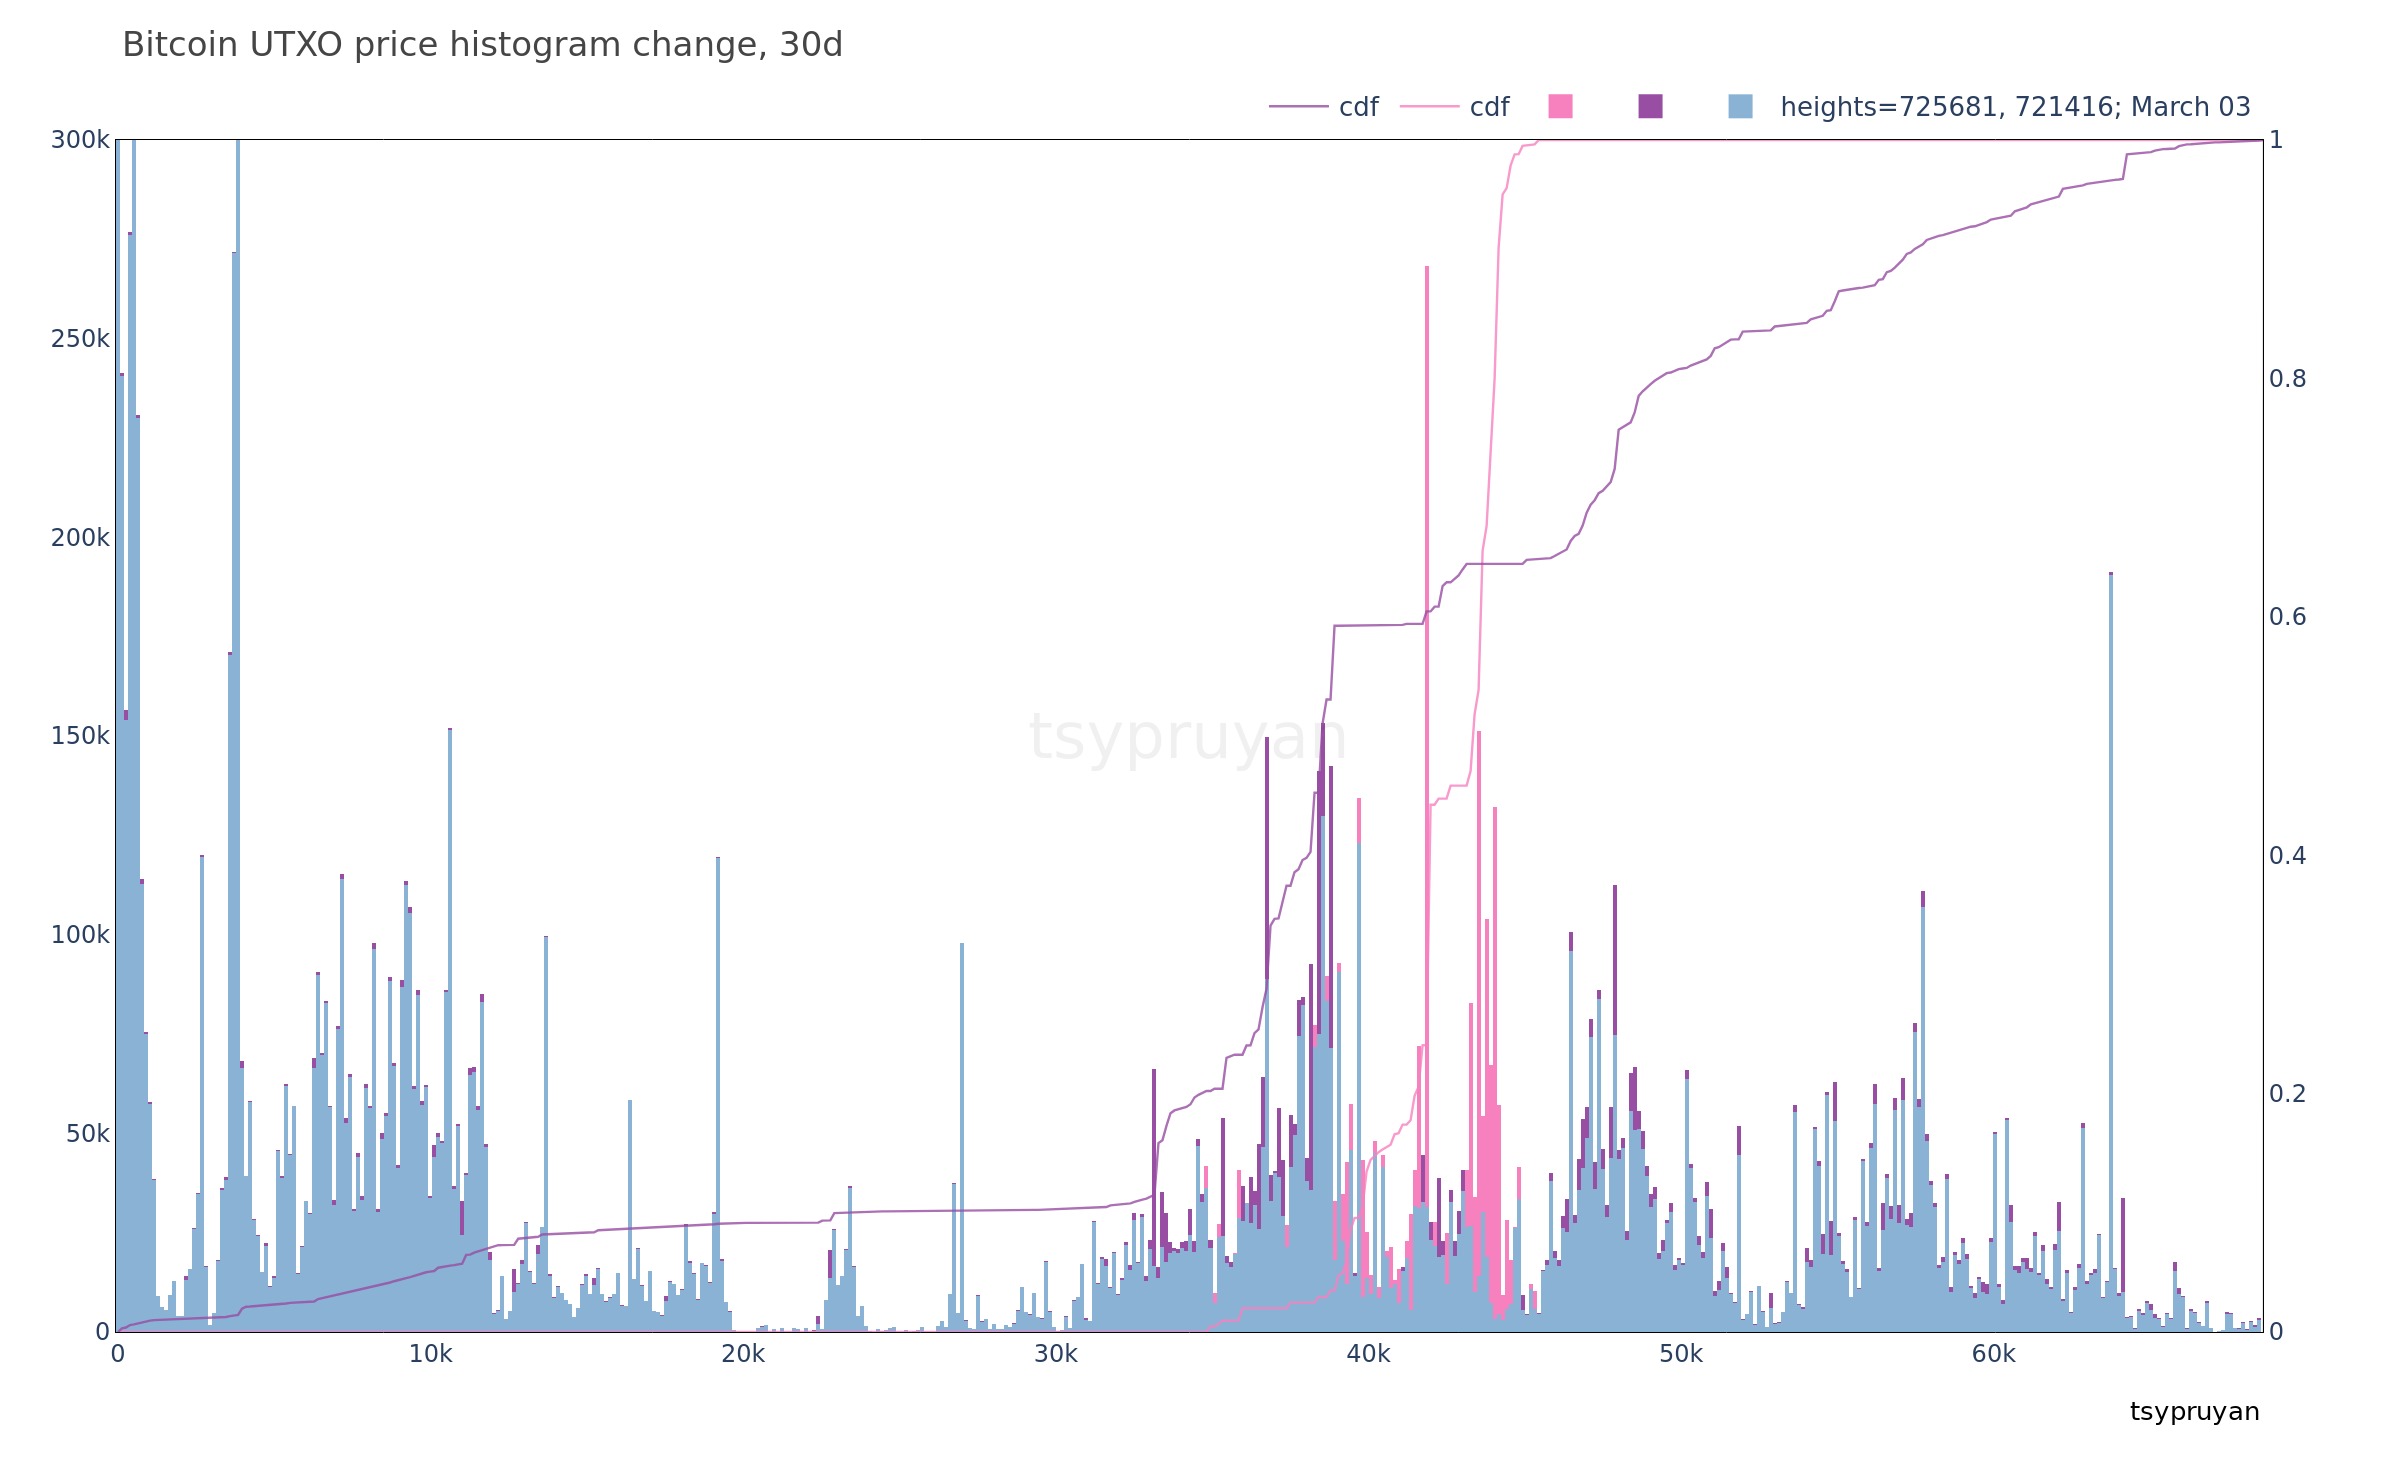 Bitcoin UTXO price histogram change, 30d
cdf cdf heights=725681, 721416; March 03
300k
250k
200k
150k
100k
50k
0
1
0.8
0.6
0.4
0.2
0
tsypruyan
0 10k 20k 30k 40k 50k 60k
tsypruyan